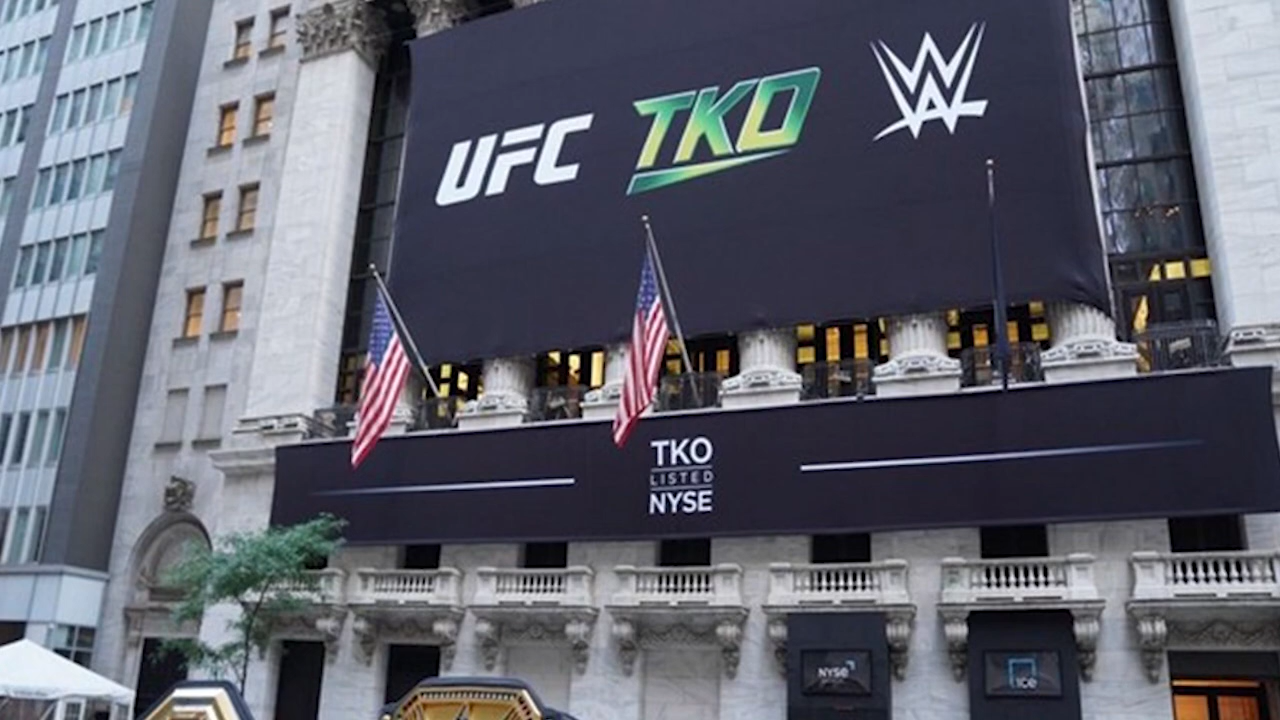 UFC TKO W
TKO
LISTED
NYSE
NYSE
ice